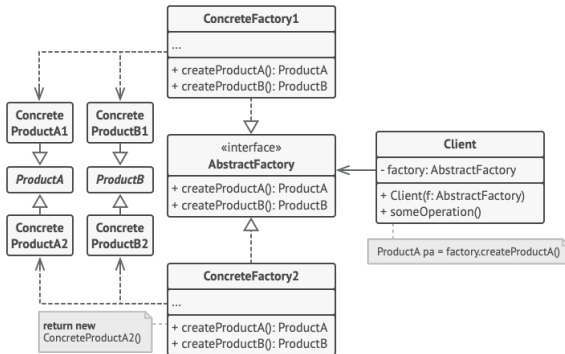 ConcreteFactory1
...
+ createProductA(): ProductA
+ createProductB(): ProductB
Concrete
ProductA1
Concrete
ProductB1
«interface»
AbstractFactory
+ createProductA(): ProductA
+ createProductB(): ProductB
Client
- factory: AbstractFactory
+ Client(f: AbstractFactory)
+ someOperation()
ProductA
ProductB
Concrete
ProductA2
Concrete
ProductB2
ProductA pa = factory.createProductA()
ConcreteFactory2
...
+ createProductA(): ProductA
+ createProductB(): ProductB
return new
ConcreteProductA2()